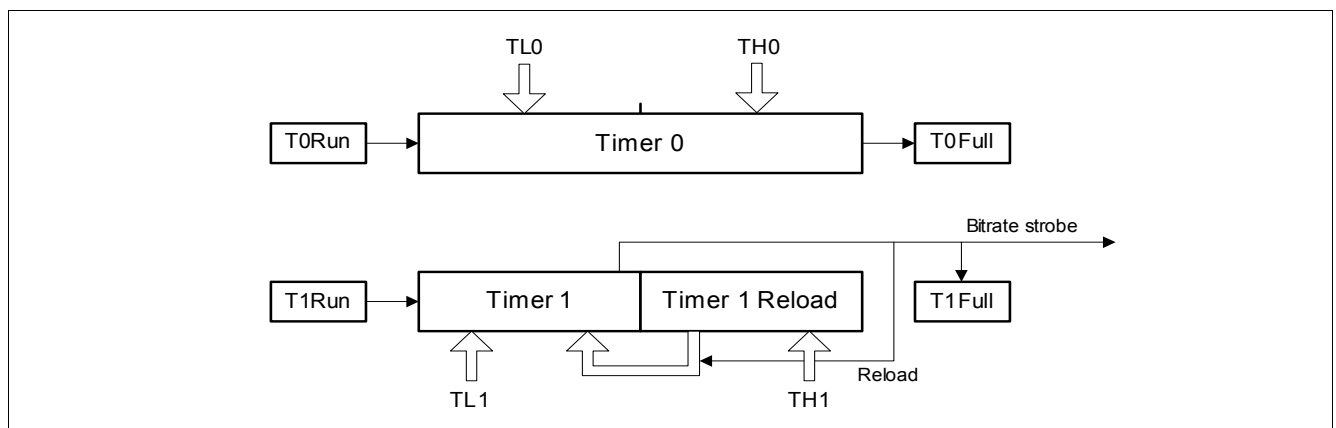 TL0 TH0
T0Run Timer 0 T0Full
Bitrate strobe
T1Run Timer 1 Timer 1 Reload T1Full
Reload
TL1 TH1